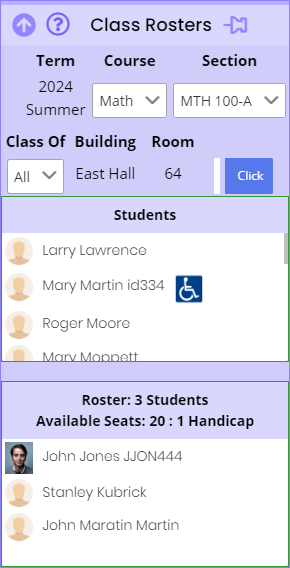 Class Rosters
Term Course Section
2024 Summer Math MTH 100-A
Class Of Building Room
All East Hall 64 Click
Students
Larry Lawrence
Mary Martin id334
Roger Moore
Mary Moppett
Roster: 3 Students
Available Seats: 20 : 1 Handicap
John Jones JJON444
Stanley Kubrick
John Maratin Martin